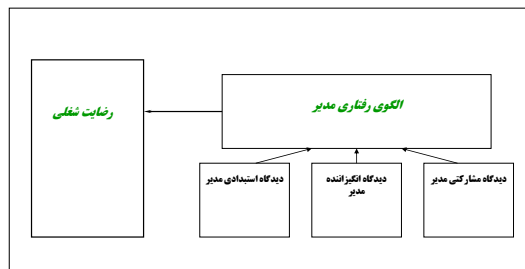 الگوی رفتاری مدیر
رضایت شغلی
دیدگاه مشارکتی مدیر
دیدگاه انگیزاننده
مدیر
دیدگاه استبدادی مدیر